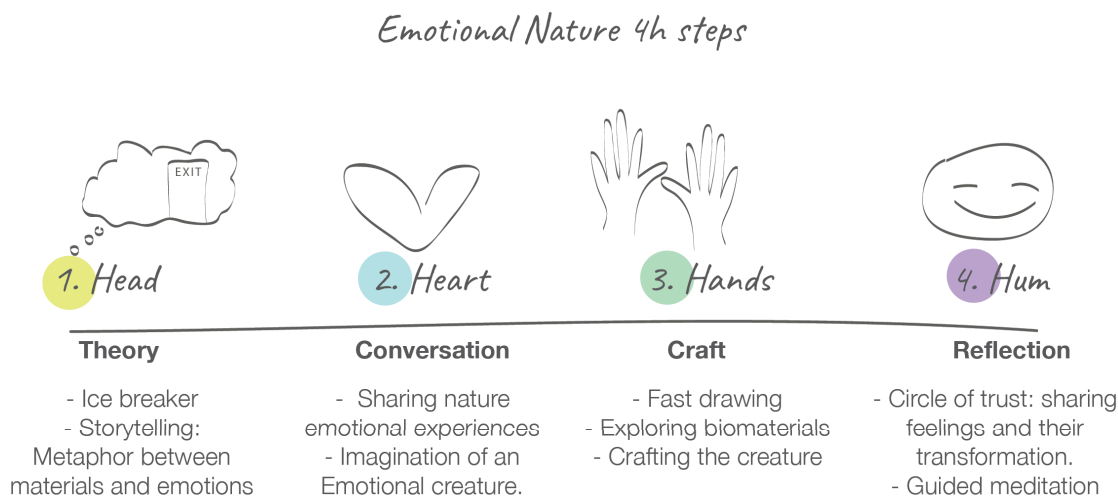 Emotional Nature 4h steps
EXIT
1. Head
2. Heart
3. Hands
4. Hum
Theory
- Ice breaker
- Storytelling:
Metaphor between
materials and emotions
Conversation
- Sharing nature
emotional experiences
- Imagination of an
Emotional creature.
Craft
- Fast drawing
- Exploring biomaterials
- Crafting the creature
Reflection
- Circle of trust: sharing
feelings and their
transformation.
- Guided meditation